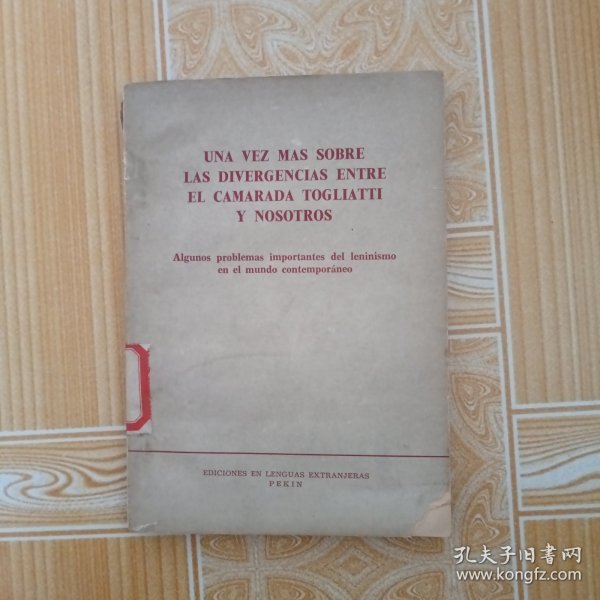 UNA VEZ MAS SOBRE
LAS DIVERGENCIAS ENTRE
EL CAMARADA TOGLIATTI
Y NOSOTROS
Algunos problemas importantes del leninismo
en el mundo contemporáneo
EDICIONES EN LENGUAS EXTRANJERAS
PEKIN
孔夫子旧书网
www.kongfz.com